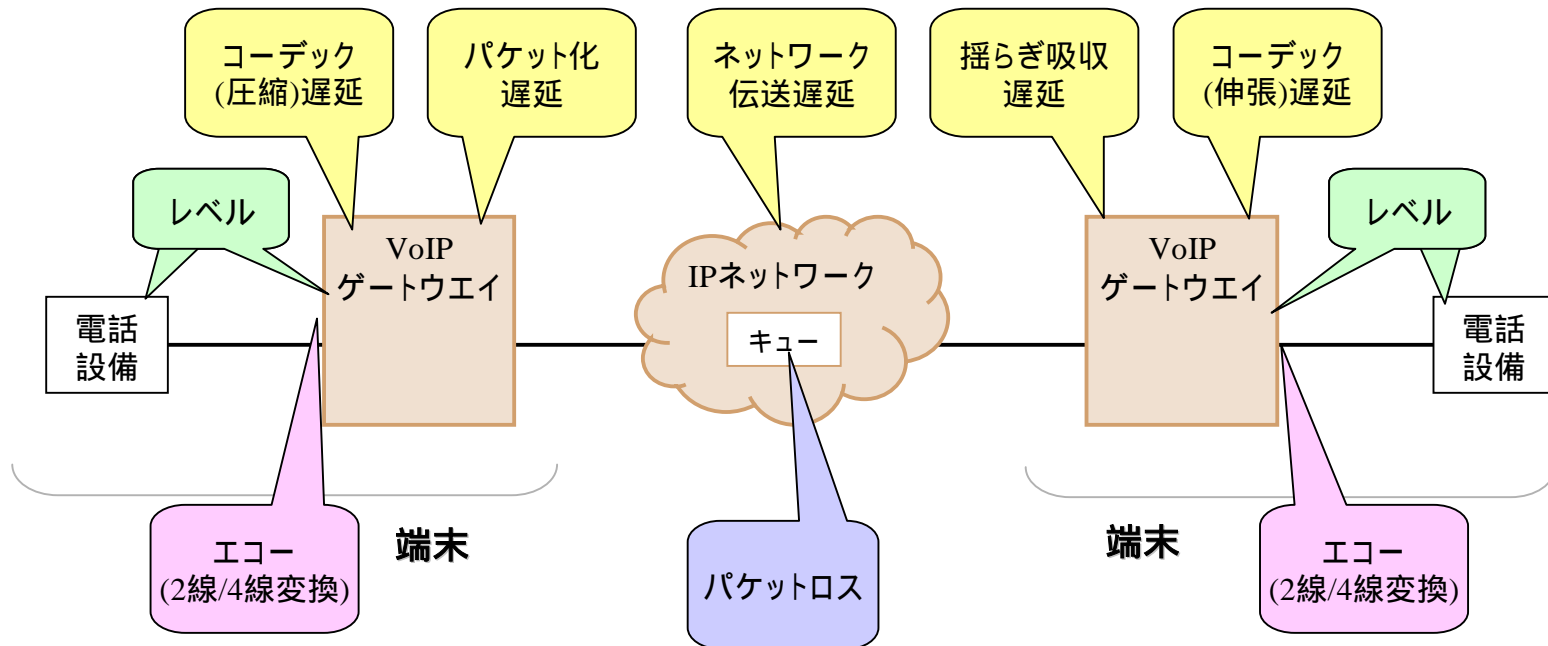 コーデック
(圧縮)遅延
パケット化
遅延
ネットワーク
伝送遅延
揺らぎ吸収
遅延
コーデック
(伸張)遅延
レベル
レベル
VoIP
ゲートウエイ
IPネットワーク
キュー
VoIP
ゲートウエイ
電話
設備
電話
設備
エコー
(2線/4線変換)
端末
パケットロス
端末
エコー
(2線/4線変換)